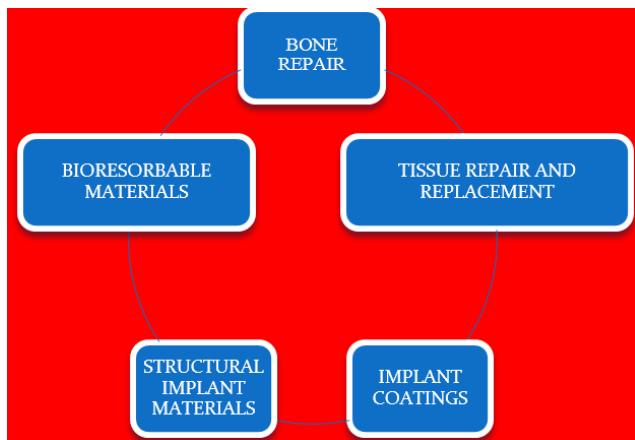 BONE
REPAIR
BIORESORBABLE
MATERIALS
TISSUE REPAIR AND
REPLACEMENT
STRUCTURAL
IMPLANT
MATERIALS
IMPLANT
COATINGS